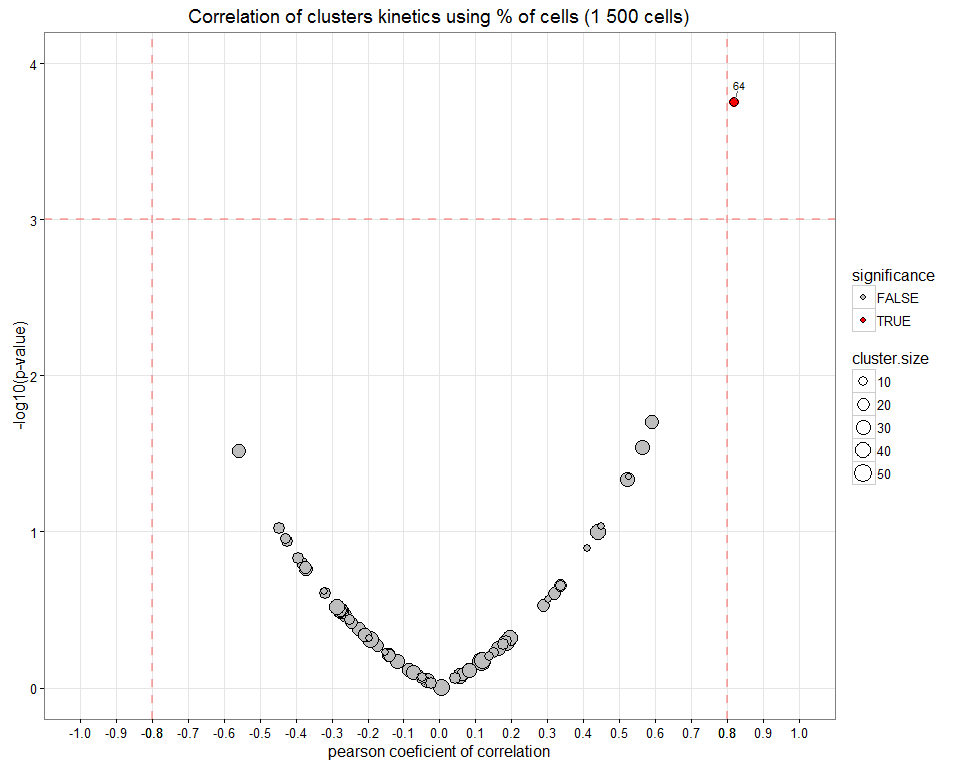 Correlation of clusters kinetics using % of cells (1 500 cells)
4
3
2
1
0
-log10(p-value)
64
-1.0 -0.9 -0.8 -0.7 -0.6 -0.5 -0.4 -0.3 -0.2 -0.1 0.0 0.1 0.2 0.3 0.4 0.5 0.6 0.7 0.8 0.9 1.0
pearson coeficient of correlation
significance
FALSE
TRUE
cluster.size
10
20
30
40
50